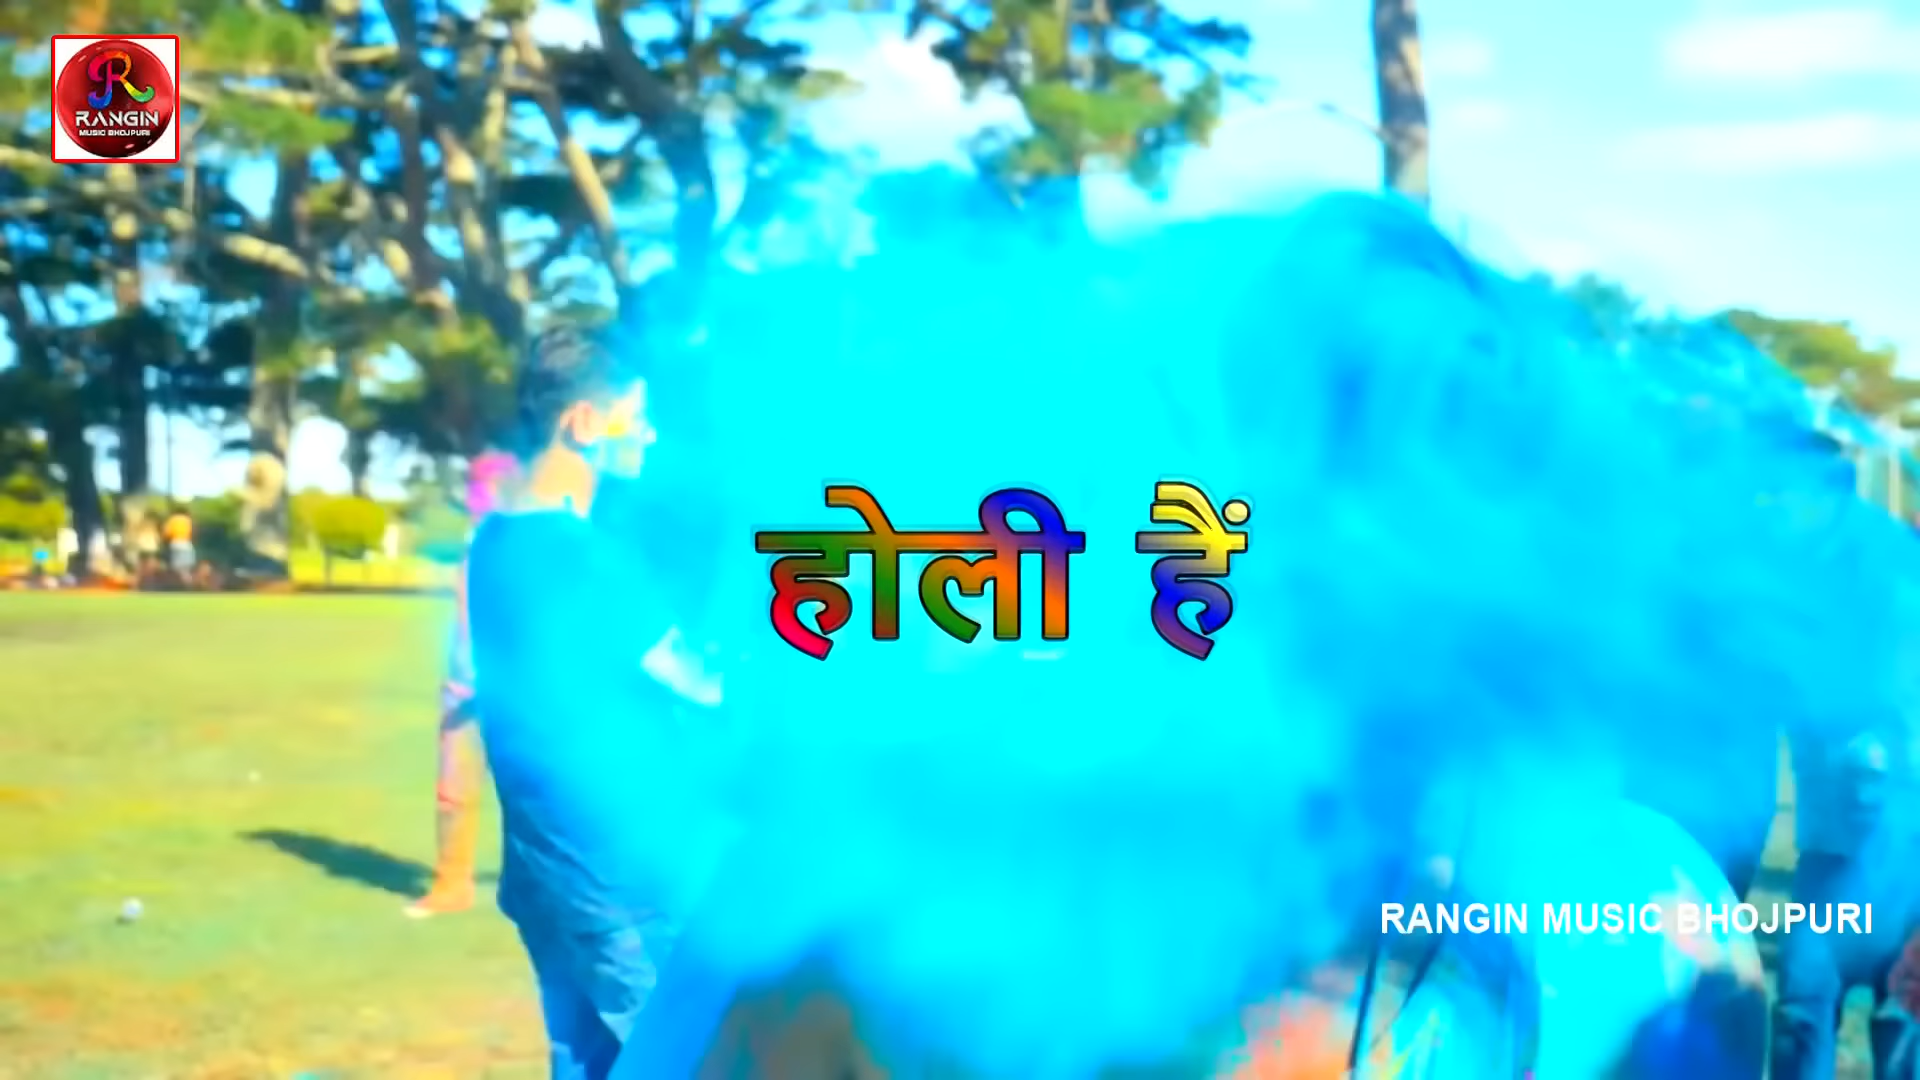 RANGIN
MUSIC BHOJPURI
होली हैं
RANGIN MUSIC BHOJPURI